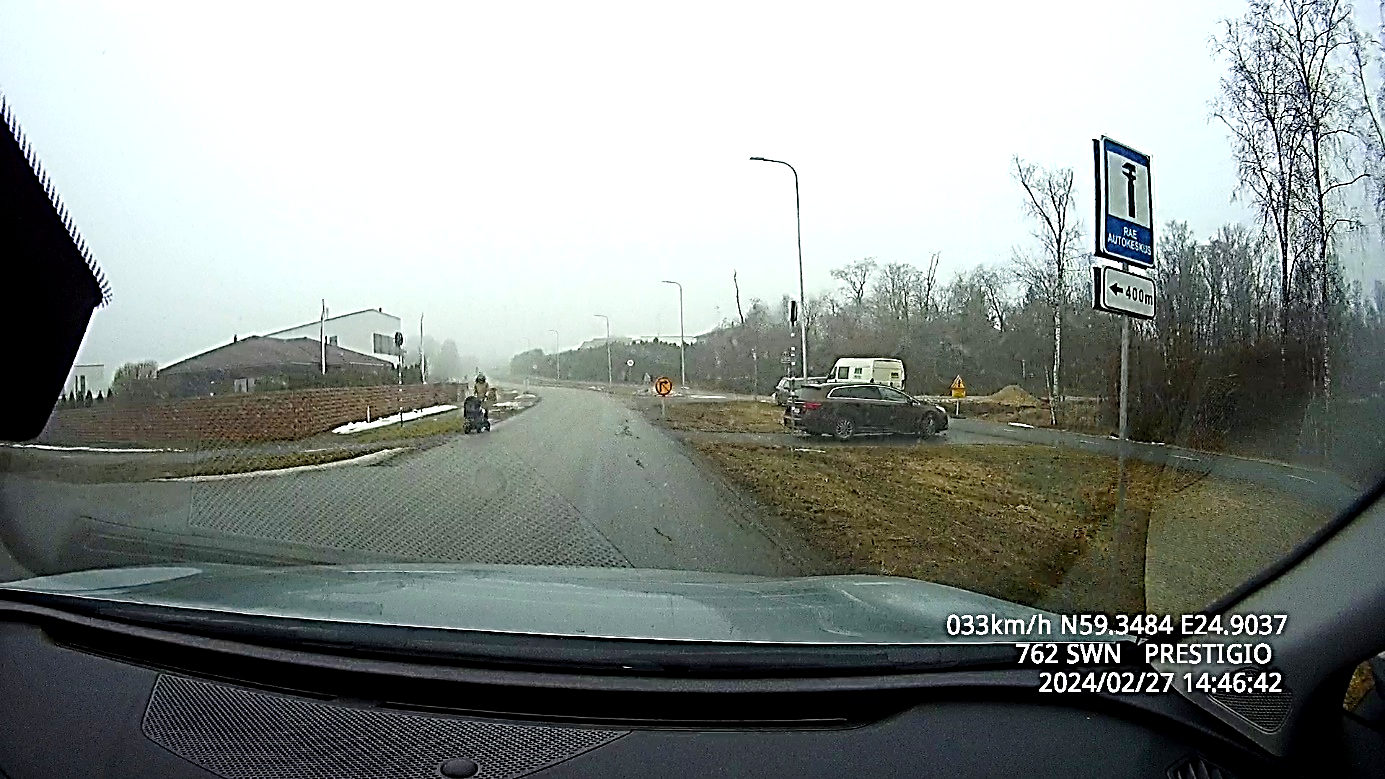 RAE
AUTOKESKUS
400m
033km/h N59.3484 E24.9037
762 SWN PRESTIGIO
2024/02/27 14:46:42